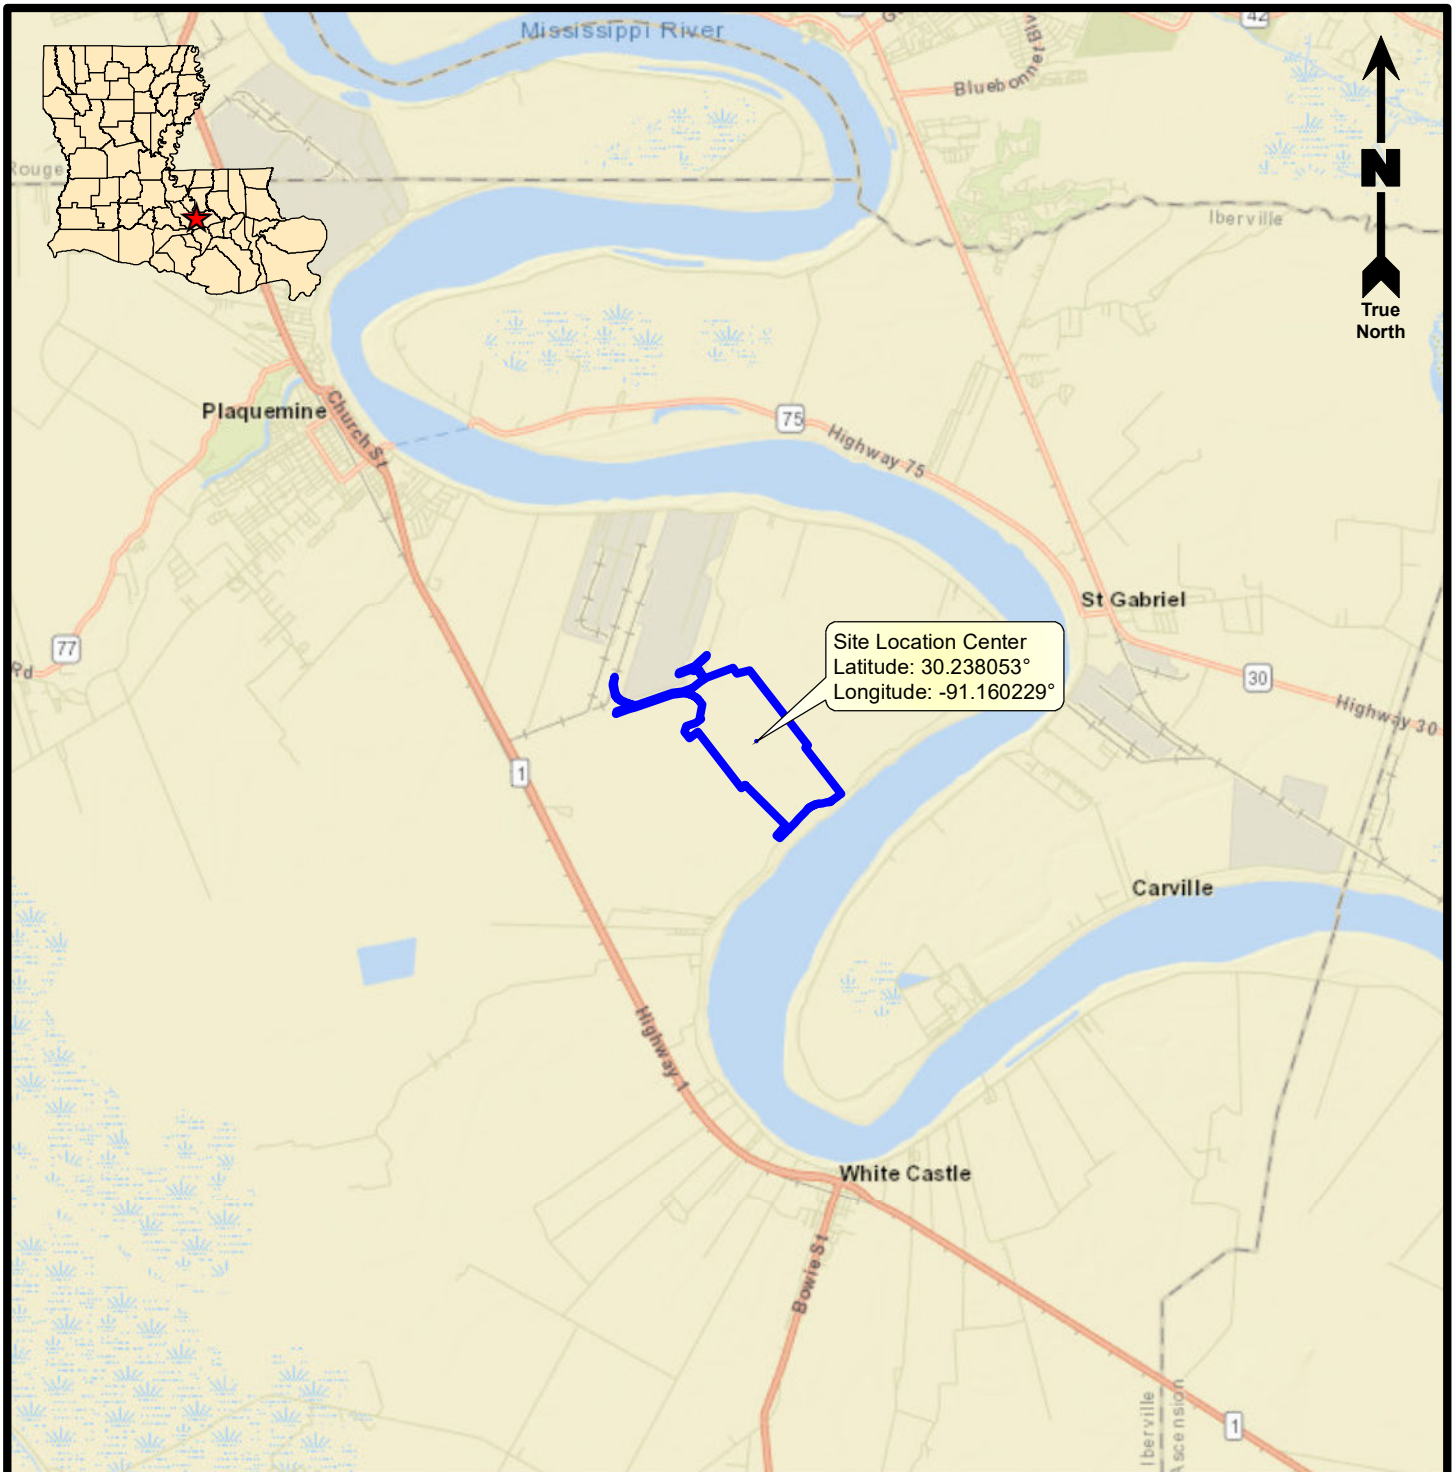 Mississippi River
42
Bluebonnet Blv
N
True
North
Rouge
Iberville
Plaquemine
Church St
75
Highway 75
St Gabriel
77
Rd
Site Location Center
Latitude: 30.238053°
Longitude: -91.160229°
30
Highway 30
1
Carville
Highway 1
White Castle
Bowie St
Iberville
Ascension
1